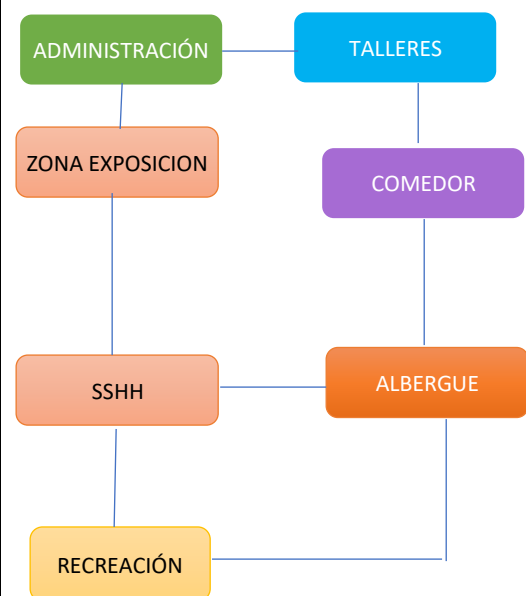 ADMINISTRACIÓN
TALLERES
ZONA EXPOSICION
COMEDOR
SSHH
ALBERGUE
RECREACIÓN